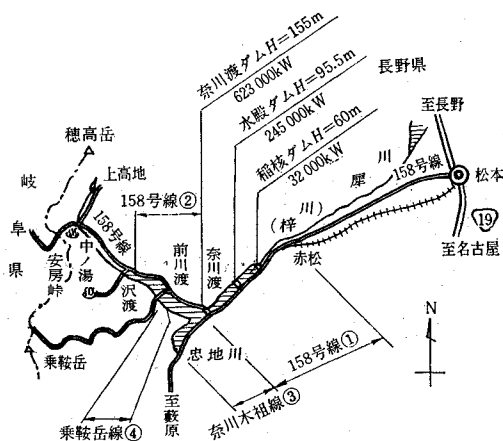 奈川渡ダムH=155m
623 000kW
水殿ダムH=95.5m
245 000kW
稲核ダムH=60m
32 000kW
長野県
至長野
穂高岳
上高地
岐
阜
県
158号線②
158号線
中ノ湯
安房峠
沢渡
前川渡
奈川渡
(梓川)
犀川
158号線
松本
19
至名古屋
赤松
乗鞍岳
忠地川
至薮原
158号線①
奈川木祖線③
乗鞍岳線④
N